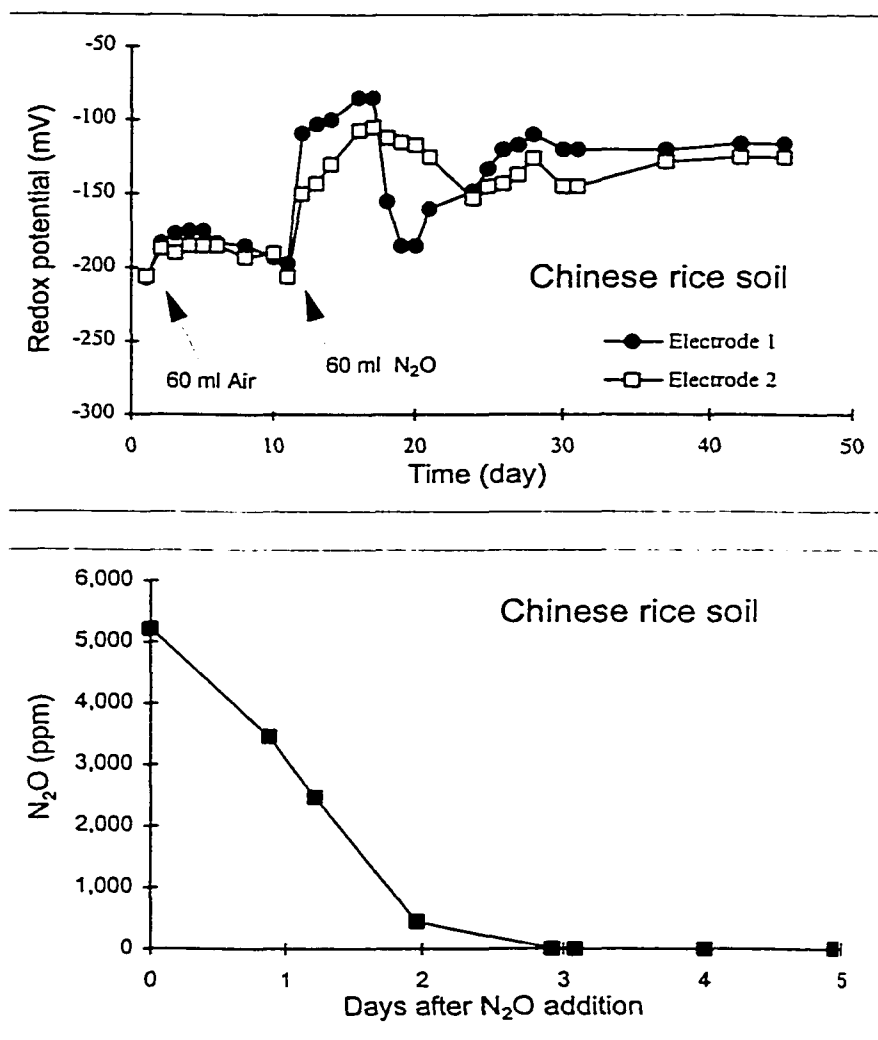 -50
-100
-150
-200
-250
-300
Redox potential (mV)
Chinese rice soil
60 ml Air
60 ml N₂O
Electrode 1
Electrode 2
0 10 20 30 40 50
Time (day)
6,000
5,000
4,000
3,000
2,000
1,000
0
N₂O (ppm)
Chinese rice soil
0 1 2 3 4 5
Days after N₂O addition